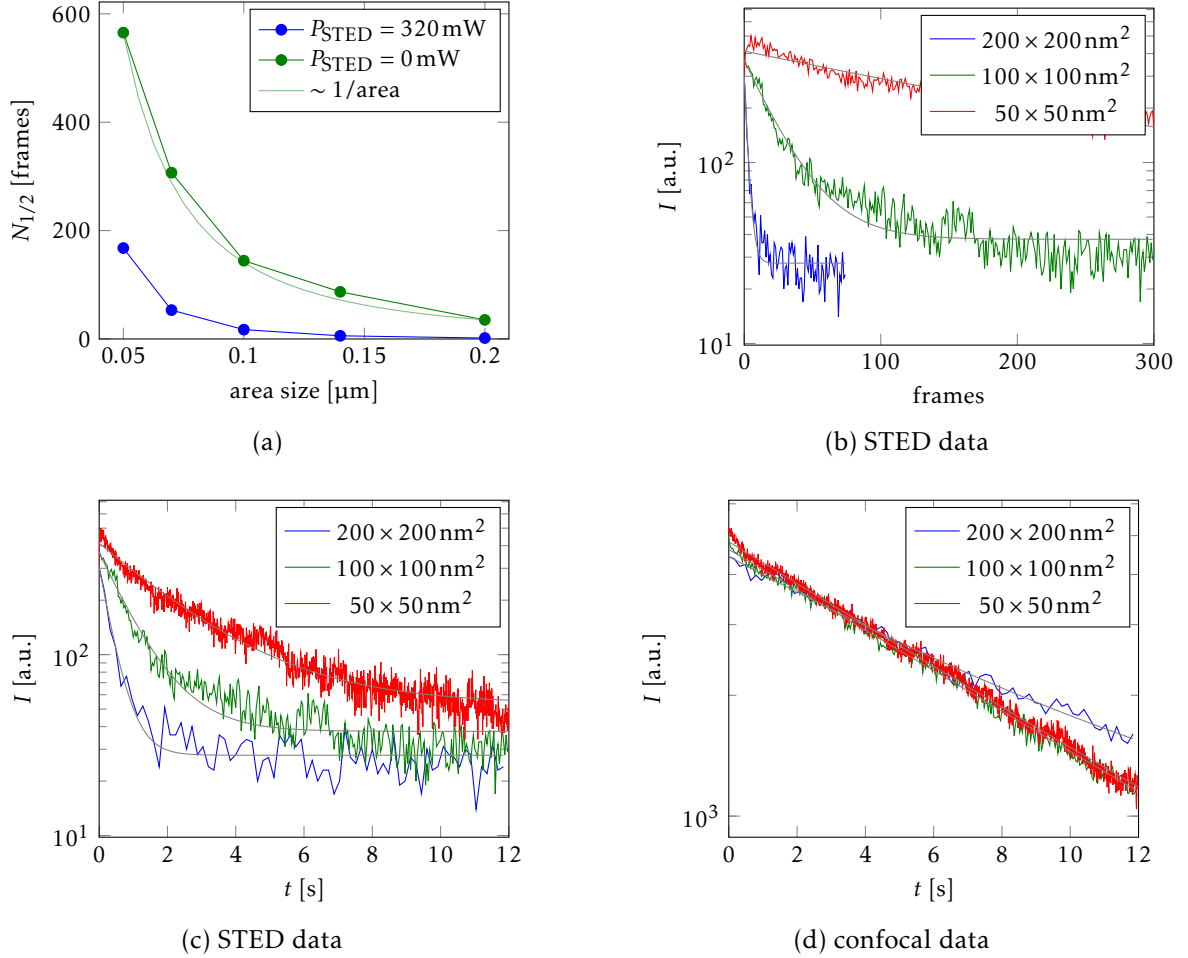 600
400
200
0
N1/2 [frames]
PSTED = 320 mW
PSTED = 0 mW
~ 1/area
0.05 0.1 0.15 0.2
area size [µm]
(a)
10²
10¹
I [a.u.]
200 × 200 nm²
100 × 100 nm²
50 × 50 nm²
0 100 200 300
frames
(b) STED data
10²
10¹
I [a.u.]
200 × 200 nm²
100 × 100 nm²
50 × 50 nm²
0 2 4 6 8 10 12
t [s]
(c) STED data
10³
I [a.u.]
200 × 200 nm²
100 × 100 nm²
50 × 50 nm²
0 2 4 6 8 10 12
t [s]
(d) confocal data